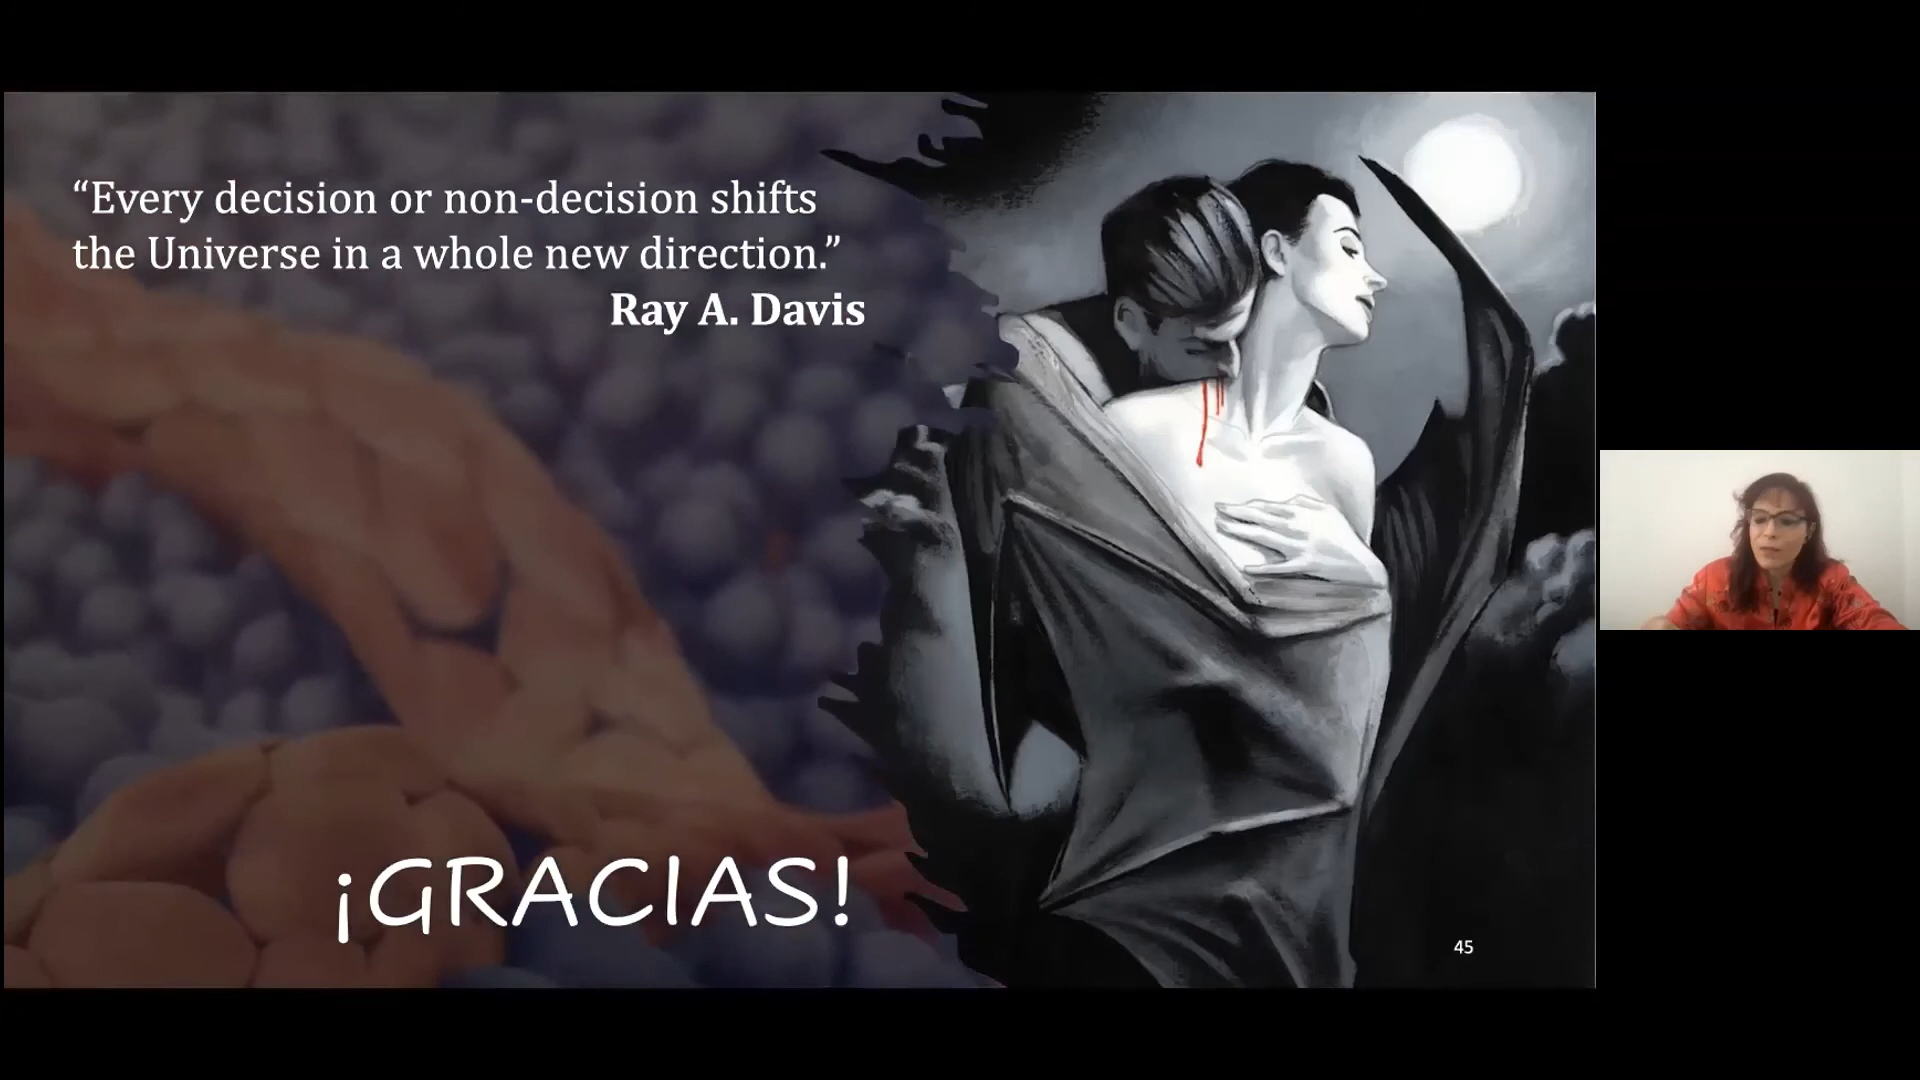 “Every decision or non-decision shifts
the Universe in a whole new direction.”
Ray A. Davis
¡GRACIAS!
45